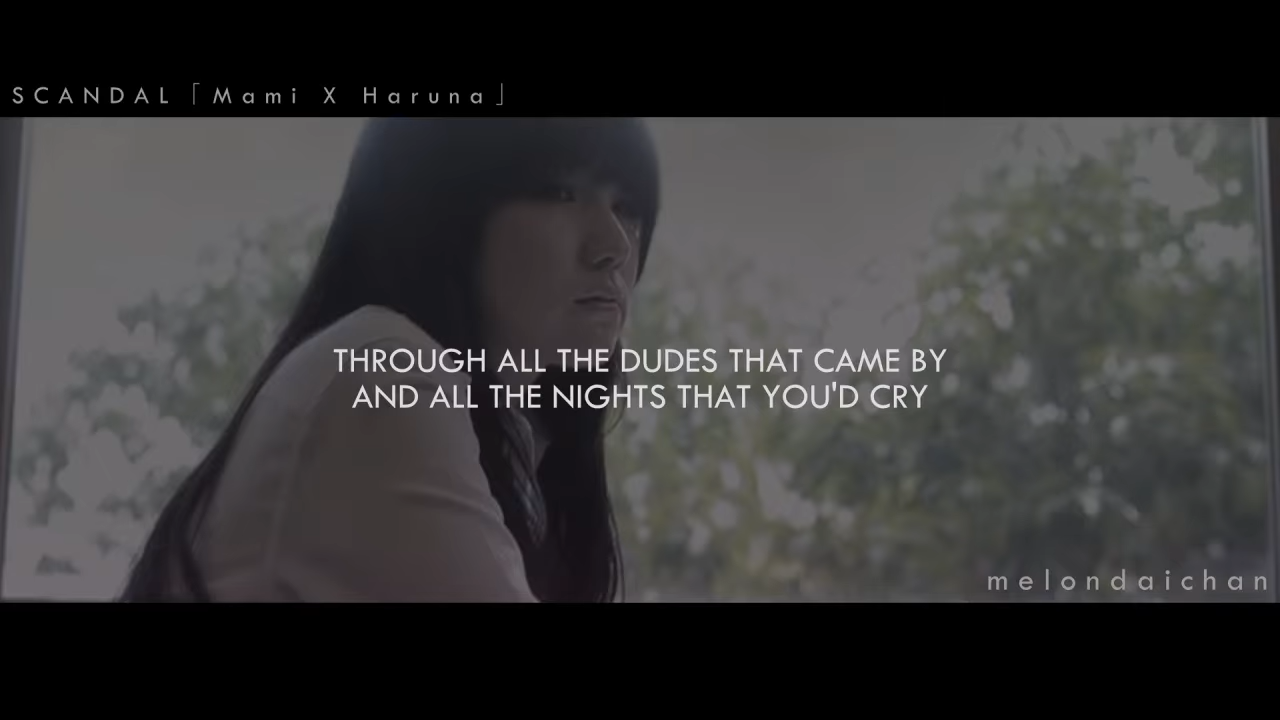 SCANDAL「Mami X Haruna」
THROUGH ALL THE DUDES THAT CAME BY
AND ALL THE NIGHTS THAT YOU'D CRY
melondaichan